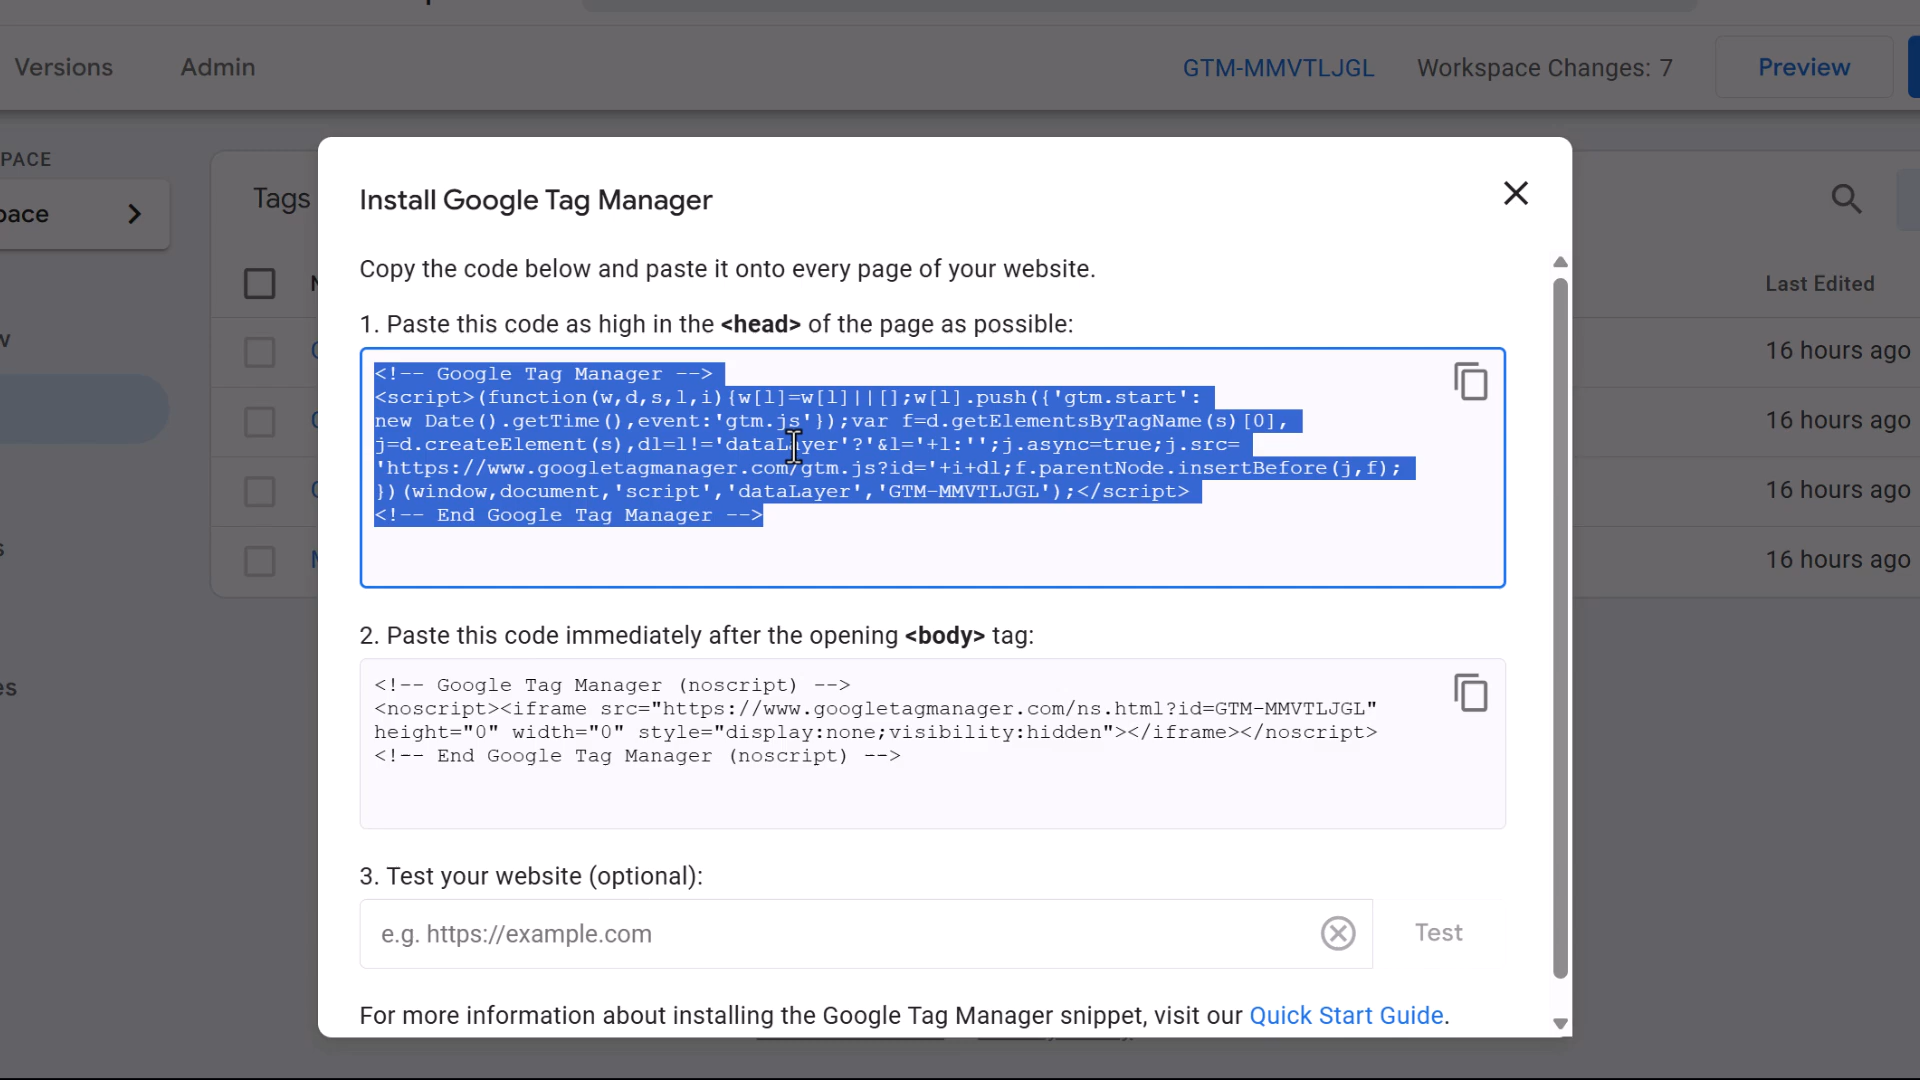 Versions
Admin
GTM-MMVTLJGL
Workspace Changes: 7
Preview
PACE
pace
Tags
Last Edited
16 hours ago
16 hours ago
16 hours ago
16 hours ago
Install Google Tag Manager
Copy the code below and paste it onto every page of your website.
1. Paste this code as high in the <head> of the page as possible:
<!-- Google Tag Manager -->
<script>(function(w,d,s,l,i){w[l]=w[l]||[];w[l].push({'gtm.start':
new Date().getTime(),event:'gtm.js'});var f=d.getElementsByTagName(s)[0],
j=d.createElement(s),dl=l!='dataLayer'?'&l='+l:'';j.async=true;j.src=
'https://www.googletagmanager.com/gtm.js?id='+i+dl;f.parentNode.insertBefore(j,f);
})(window,document,'script','dataLayer','GTM-MMVTLJGL');</script>
<!-- End Google Tag Manager -->
2. Paste this code immediately after the opening <body> tag:
<!-- Google Tag Manager (noscript) -->
<noscript><iframe src="https://www.googletagmanager.com/ns.html?id=GTM-MMVTLJGL"
height="0" width="0" style="display:none;visibility:hidden"></iframe></noscript>
<!-- End Google Tag Manager (noscript) -->
3. Test your website (optional):
e.g. https://example.com
Test
For more information about installing the Google Tag Manager snippet, visit our Quick Start Guide.